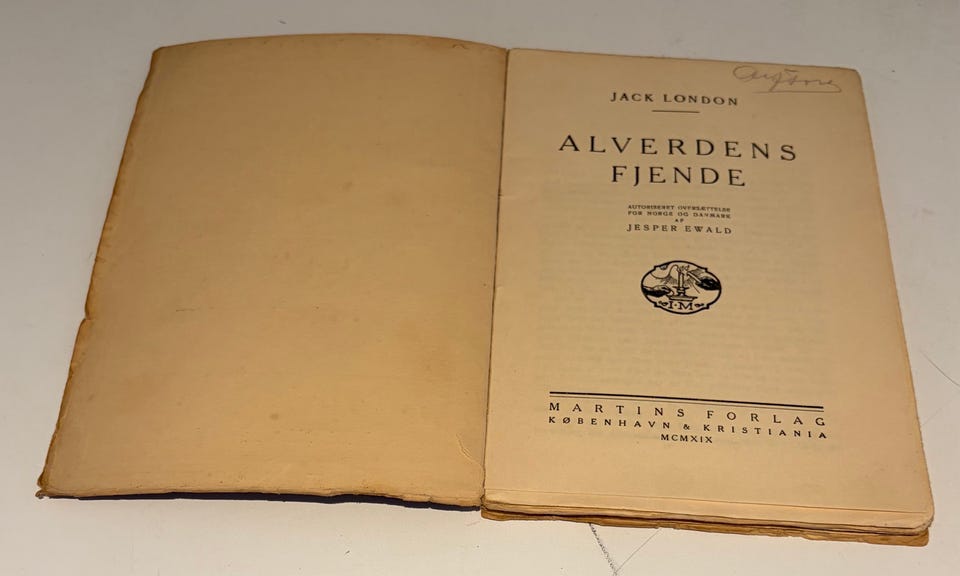 JACK LONDON
ALVERDENS
FJENDE
AUTORISERET OVERSÆTTELSE
FOR NORGE OG DANMARK
AF
JESPER EWALD
I·M
MARTINS FORLAG
KØBENHAVN & KRISTIANIA
MCMXIX